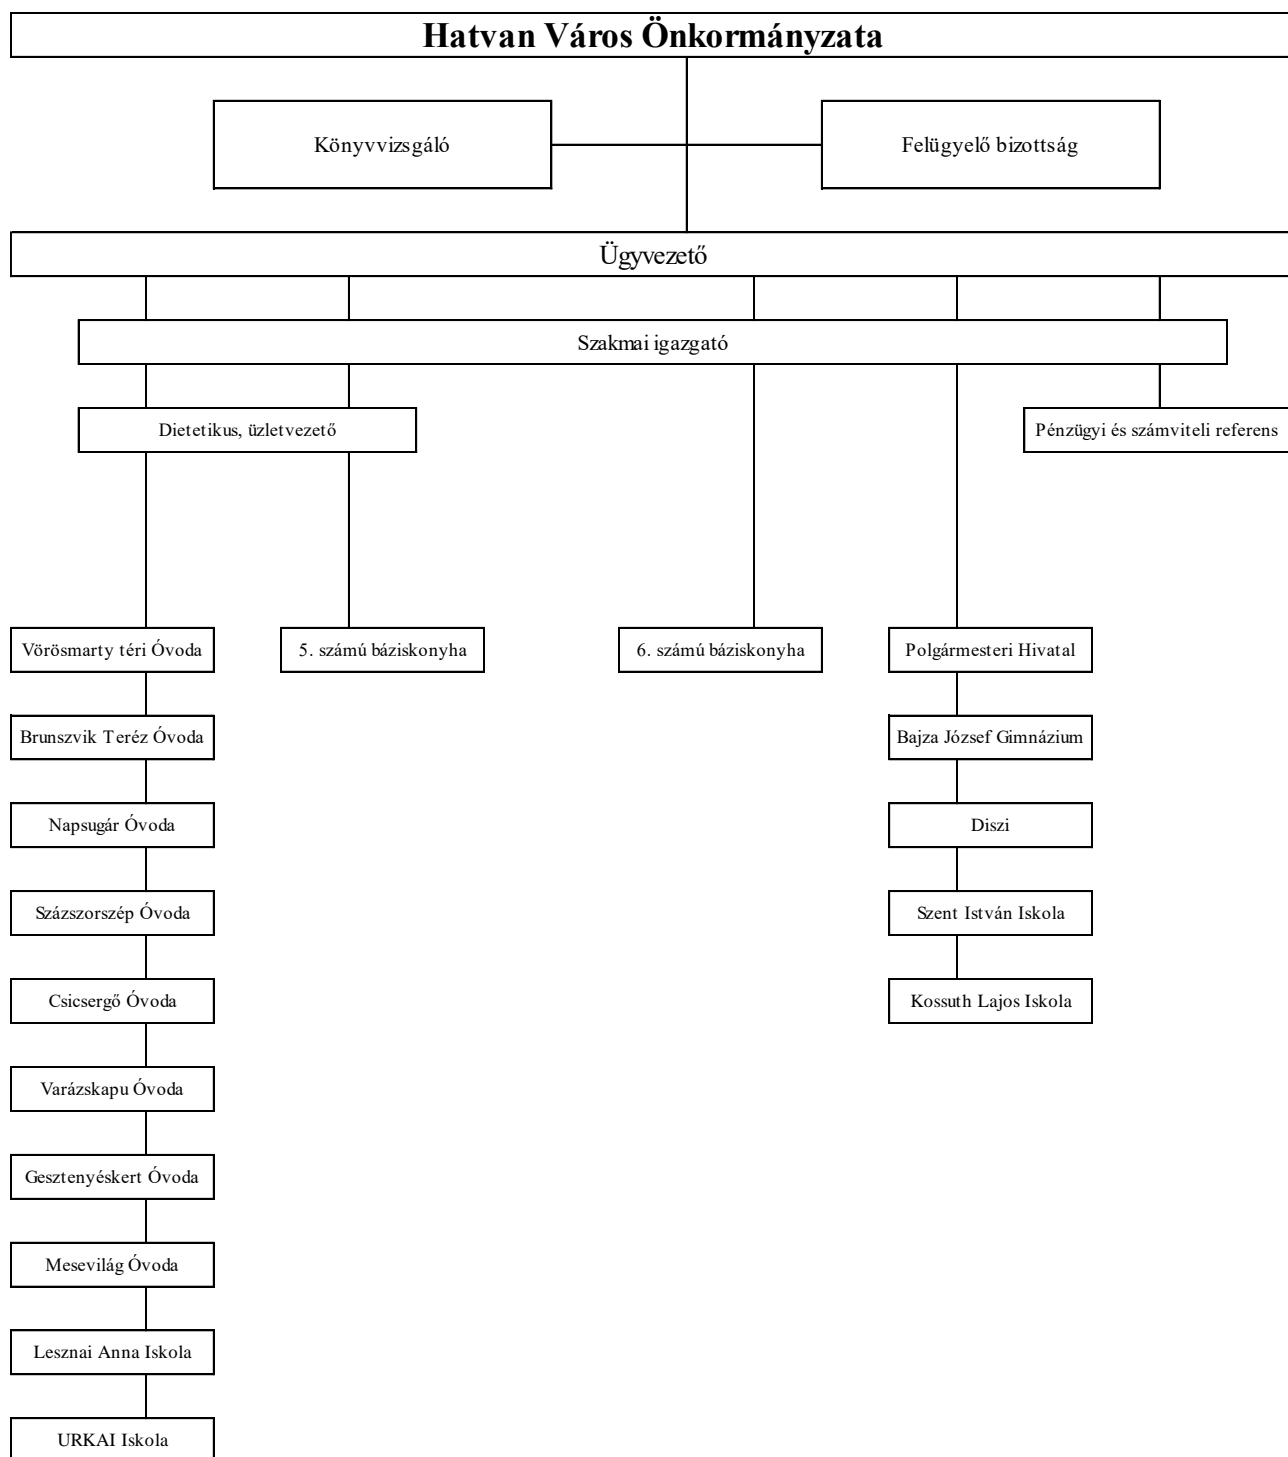 Hatvan Város Önkormányzata
Könyvvizsgáló
Felügyelő bizottság
Ügyvezető
Szakmai igazgató
Dietetikus, üzletvezető
Pénzügyi és számviteli referens
Vörösmarty téri Óvoda
5. számú báziskonyha
6. számú báziskonyha
Polgármesteri Hivatal
Brunszvik Teréz Óvoda
Bajza József Gimnázium
Napsugár Óvoda
Diszi
Százszorszép Óvoda
Szent István Iskola
Csicsergő Óvoda
Kossuth Lajos Iskola
Varázskapu Óvoda
Gesztenyéskert Óvoda
Mesevilág Óvoda
Lesznai Anna Iskola
URKAI Iskola